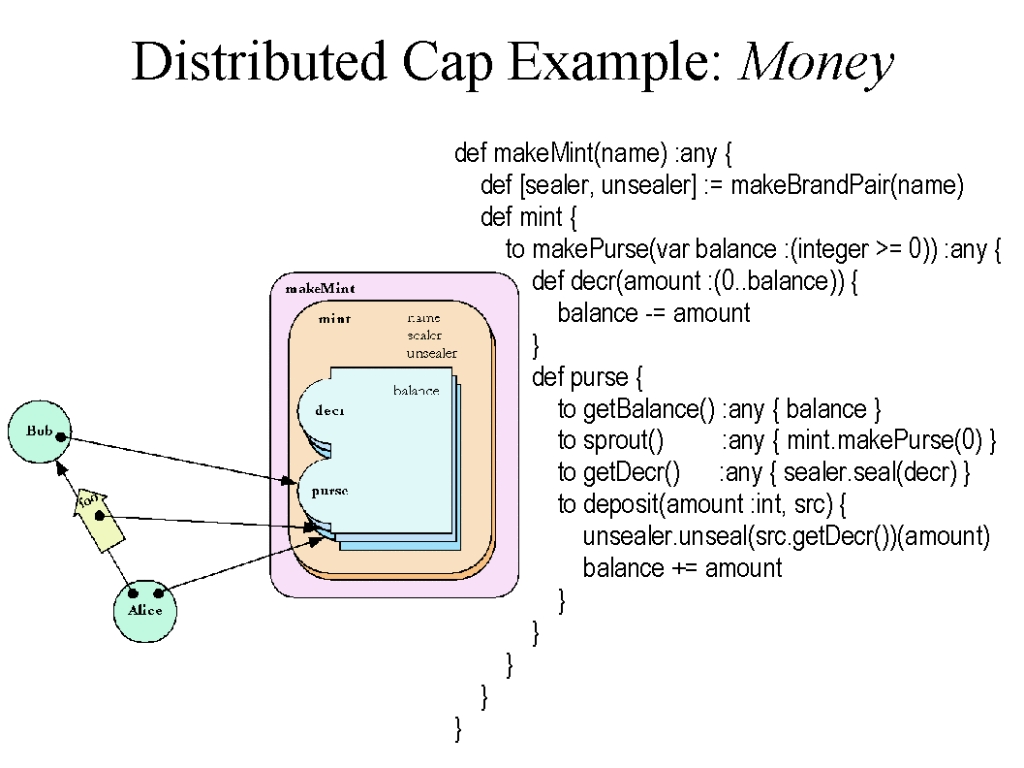 Distributed Cap Example: Money
def makeMint(name) :any {
def [sealer, unsealer] := makeBrandPair(name)
def mint {
to makePurse(var balance :(integer >= 0)) :any {
def decr(amount :(0..balance)) {
balance -= amount
}
def purse {
to getBalance() :any { balance }
to sprout() :any { mint.makePurse(0) }
to getDecr() :any { sealer.seal(decr) }
to deposit(amount :int, src) {
unsealer.unseal(src.getDecr())(amount)
balance += amount
}
}
}
}
}
makeMint
mint
name
sealer
unsealer
balance
decr
purse
Bob
foo
Alice